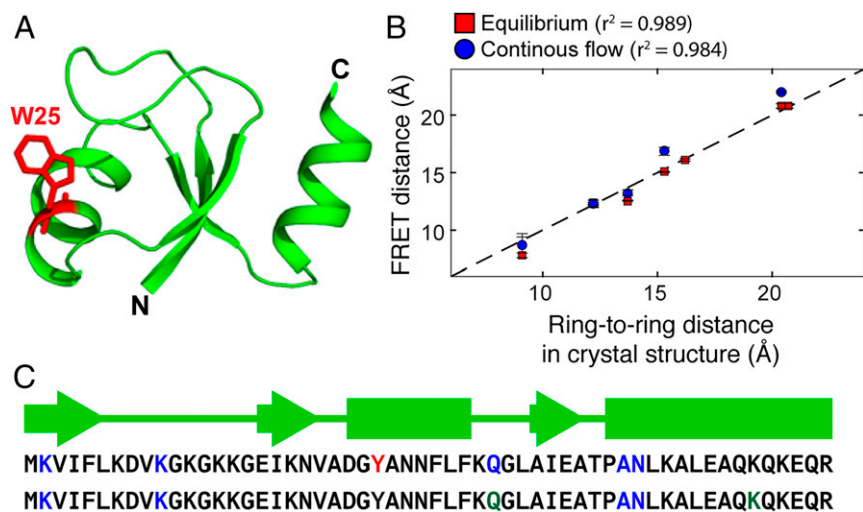 A
W25
C
N
B
Equilibrium (r² = 0.989)
Continous flow (r² = 0.984)
FRET distance (Å)
20
15
10
10
15
20
Ring-to-ring distance
in crystal structure (Å)
C
MKVIFLKDVKGKGKKGEIKNVADGYANNFLFKQGLAIEATPANLKALEAQKQKEQR
MKVIFLKDVKGKGKKGEIKNVADGYANNFLFKQGLAIEATPANLKALEAQKQKEQR